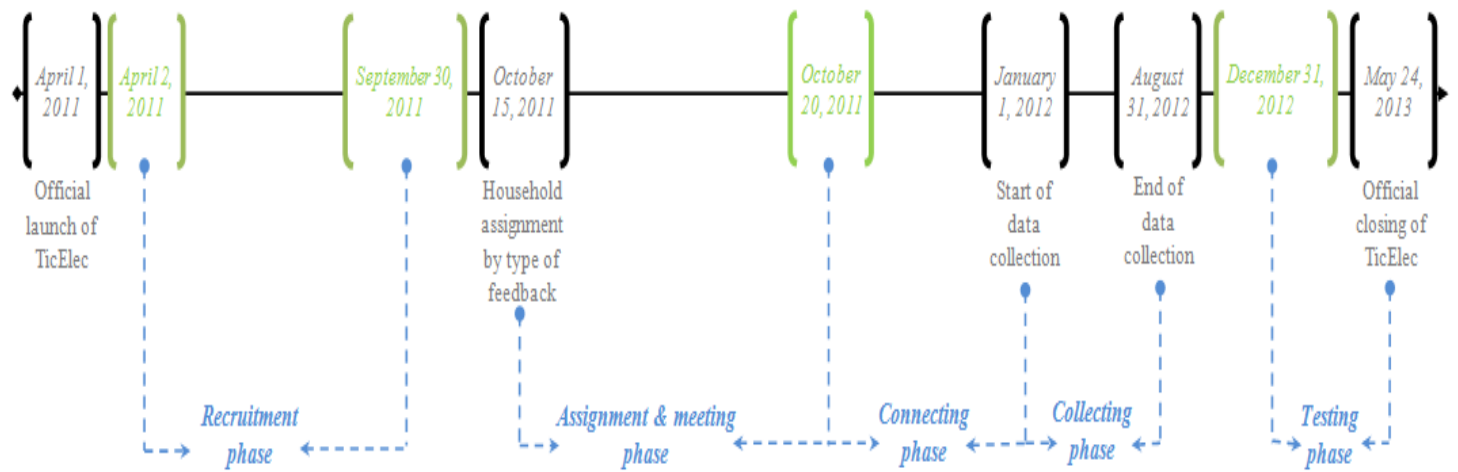 April 1,
2011
April 2,
2011
September 30,
2011
October
15, 2011
October
20, 2011
January
1, 2012
August
31, 2012
December 31,
2012
May 24,
2013
Official
launch of
TicElec
Household
assignment
by type of
feedback
Start of
data
collection
End of
data
collection
Official
closing of
TicElec
Recruitment
phase
Assignment & meeting
phase
Connecting
phase
Collecting
phase
Testing
phase